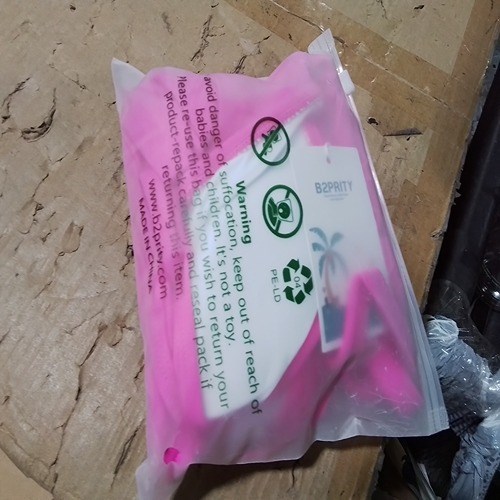 Warning
avoid danger of suffocation, keep out of reach of
babies and children. It's not a toy.
Please re-use this bag if you wish to return your
product-repack carefully and reseal pack if
returning this item.
www.b2prity.com
MADE IN CHINA
04
PE-LD
B2PRITY